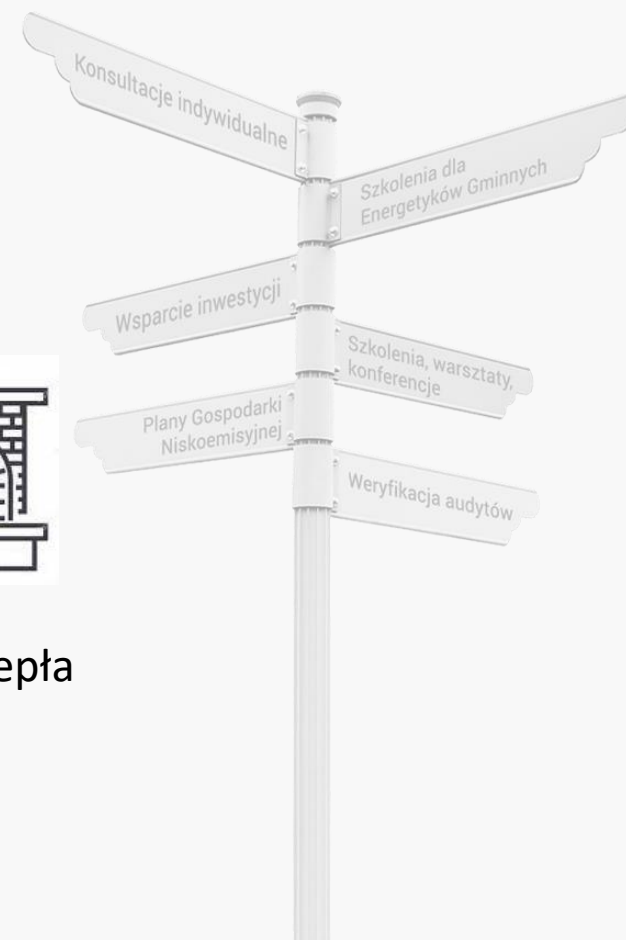 Konsultacje indywidualne
Szkolenia dla
Energetyków Gminnych
Wsparcie inwestycji
Szkolenia, warsztaty,
konferencje
Plany Gospodarki
Niskoemisyjnej
Weryfikacja audytów
epła